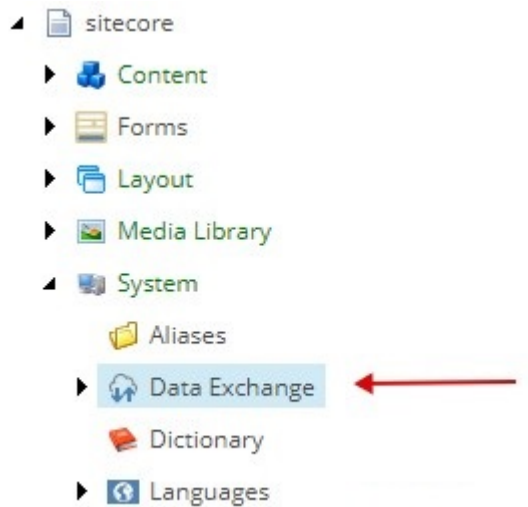 sitecore
Content
Forms
Layout
Media Library
System
Aliases
Data Exchange
Dictionary
Languages